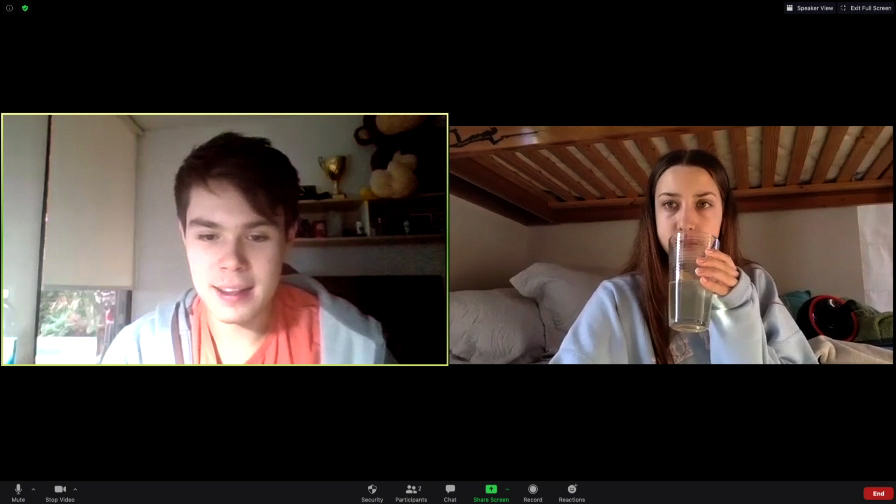 Speaker View
Exit Full Screen
Mute
Stop Video
Security
Participants
2
Chat
Share Screen
Record
Reactions
End